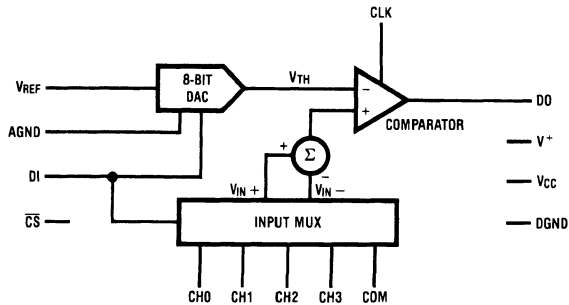 CLK
8-BIT
DAC
VREF
VTH
−
+
DO
AGND
COMPARATOR
V+
+
Σ
DI
−
VCC
VIN+
VIN−
CS
INPUT MUX
DGND
CH0
CH1
CH2
CH3
COM